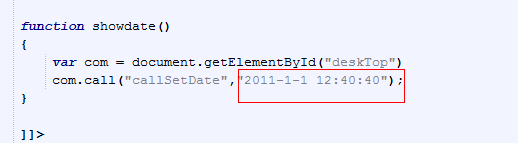 function showdate()
{
var com = document.getElementById("deskTop")
com.call("callSetDate","2011-1-1 12:40:40");
}
]]>